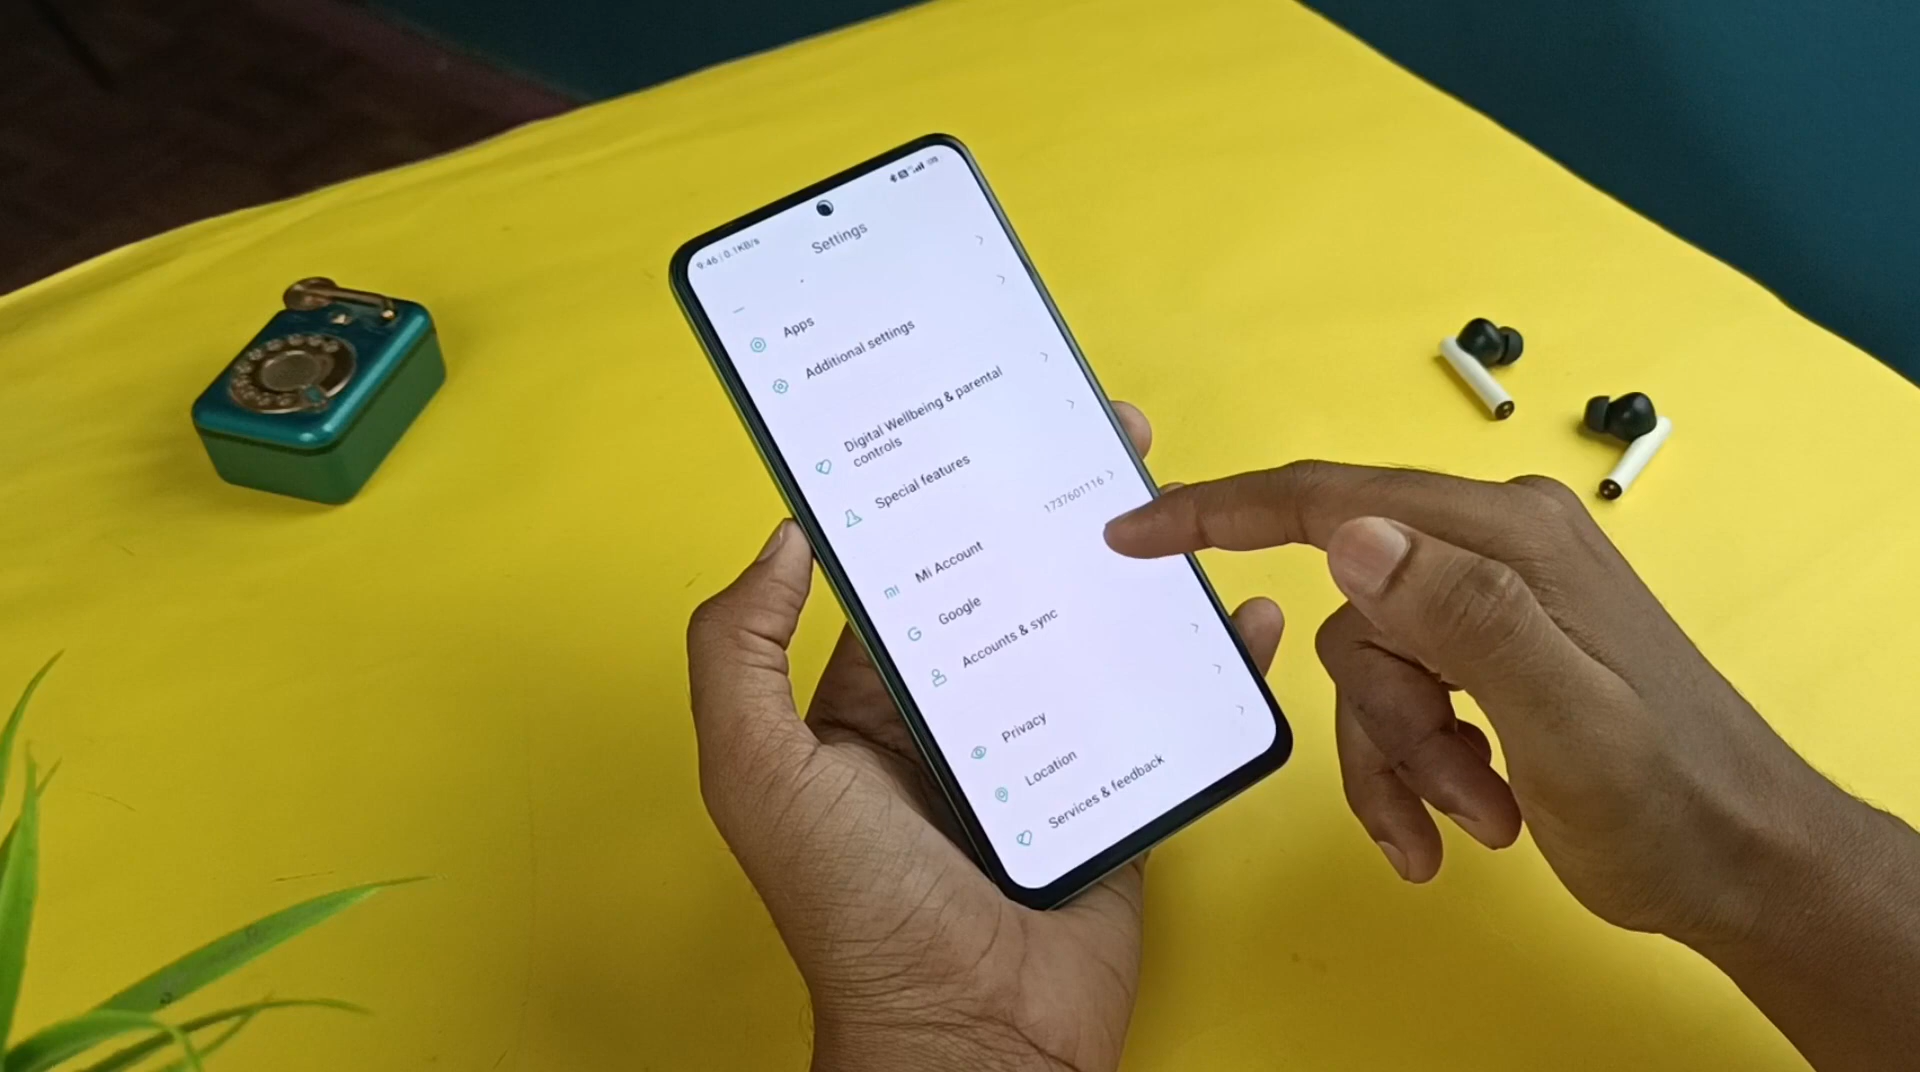 9:46 | 0.1KB/s
Settings
Apps
Additional settings
Digital Wellbeing & parental
controls
Special features
Mi Account
1737601116
Google
Accounts & sync
Privacy
Location
Services & feedback